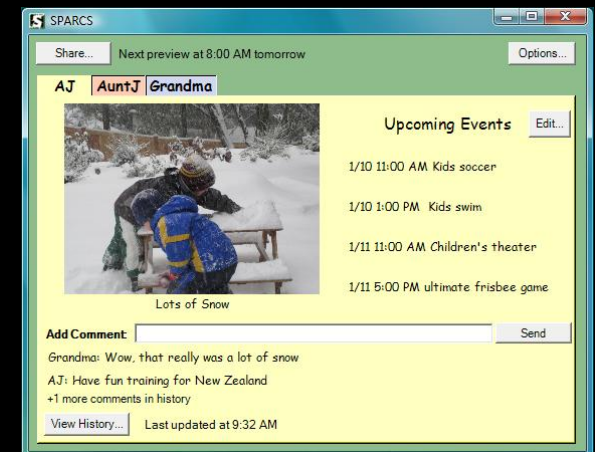 SPARCS
Share... Next preview at 8:00 AM tomorrow Options...
AJ AuntJ Grandma
Upcoming Events Edit...
1/10 11:00 AM Kids soccer
1/10 1:00 PM Kids swim
1/11 11:00 AM Children's theater
1/11 5:00 PM ultimate frisbee game
Lots of Snow
Add Comment: Send
Grandma: Wow, that really was a lot of snow
AJ: Have fun training for New Zealand
+1 more comments in history
View History... Last updated at 9:32 AM